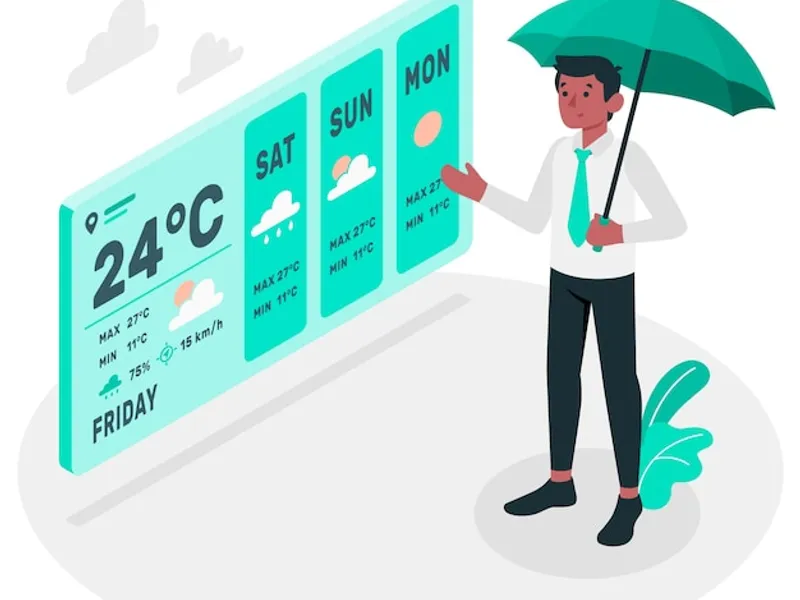 24°C
MAX 27°C
MIN 11°C
75%
15 km/h
FRIDAY
SAT
MAX 27°C
MIN 11°C
SUN
MAX 27°C
MIN 11°C
MON
MAX 27
MIN 11°C